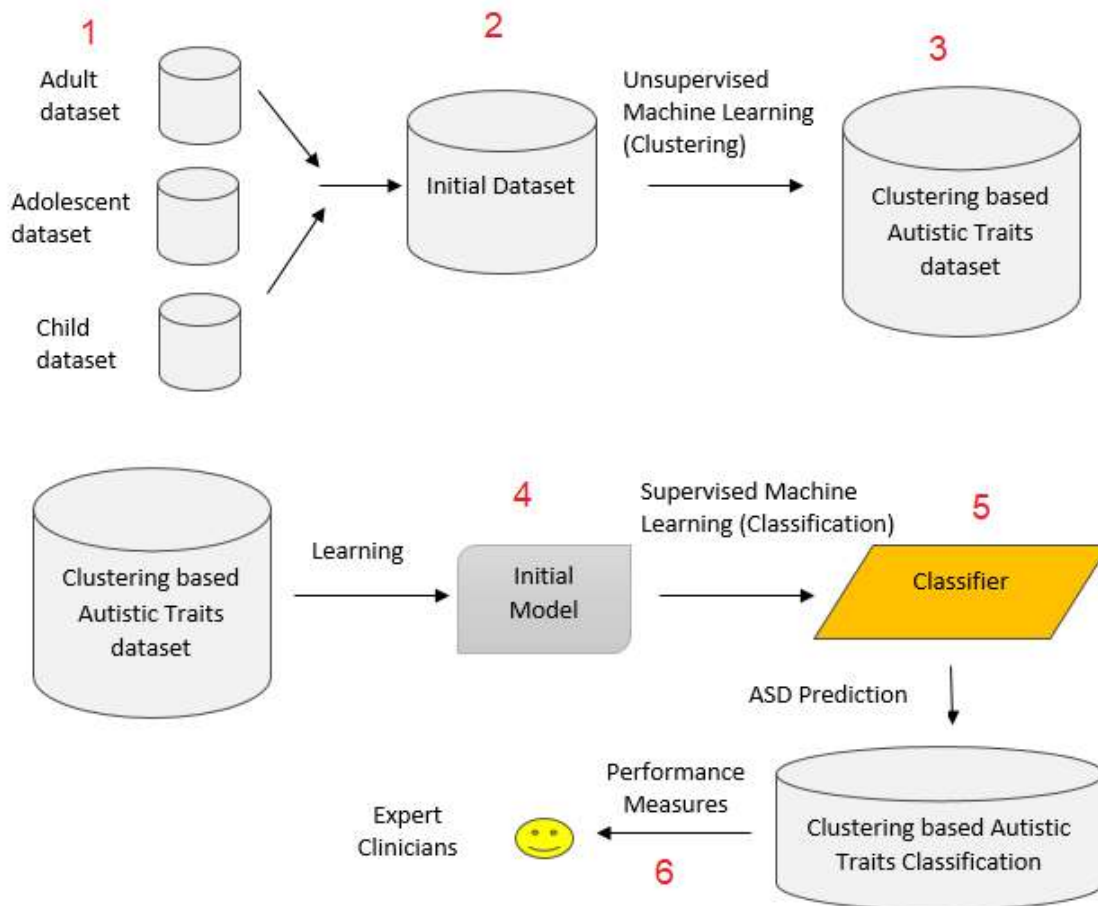 1
Adult
dataset
Adolescent
dataset
Child
dataset
2
Initial Dataset
Unsupervised
Machine Learning
(Clustering)
3
Clustering based
Autistic Traits
dataset
Clustering based
Autistic Traits
dataset
Learning
4
Initial
Model
Supervised Machine
Learning (Classification)
5
Classifier
ASD Prediction
Clustering based Autistic
Traits Classification
Performance
Measures
6
Expert
Clinicians